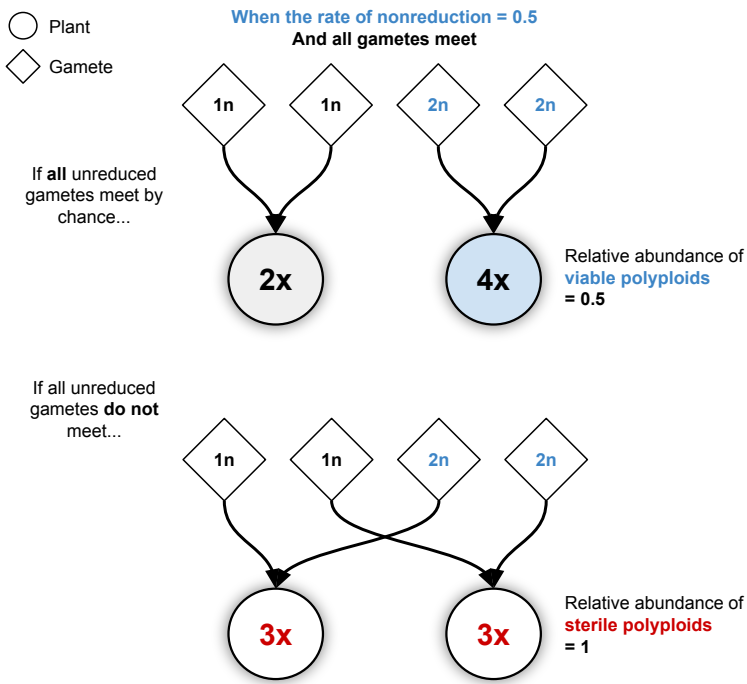 Plant
Gamete
When the rate of nonreduction = 0.5
And all gametes meet
1n
1n
2n
2n
If all unreduced
gametes meet by
chance...
2x
4x
Relative abundance of
viable polyploids
= 0.5
If all unreduced
gametes do not
meet...
1n
1n
2n
2n
3x
3x
Relative abundance of
sterile polyploids
= 1